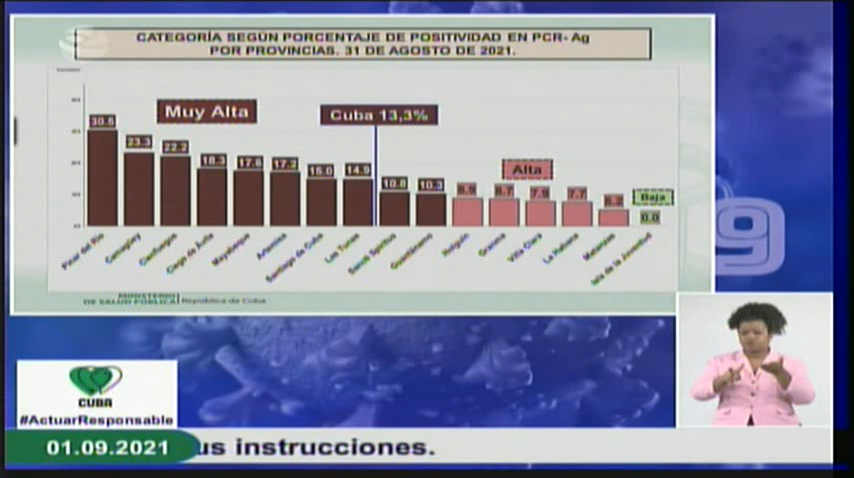 CATEGORÍA SEGÚN PORCENTAJE DE POSITIVIDAD EN PCR- Ag
POR PROVINCIAS. 31 DE AGOSTO DE 2021.
Muy Alta
Cuba 13,3%
Alta
Baja
30.5
23.3
22.2
18.3
17.6
17.2
15.0
14.9
10.8
10.3
8.7
7.9
7.7
0.0
Pinar del Río
Camagüey
Cienfuegos
Ciego de Ávila
Mayabeque
Artemisa
Santiago de Cuba
Las Tunas
Sancti Spíritus
Guantánamo
Holguín
Granma
Villa Clara
La Habana
Matanzas
Isla de la Juventud
MINISTERIO
DE SALUD PÚBLICA
República de Cuba
9
CUBA
#ActuarResponsable
01.09.2021
us instrucciones.